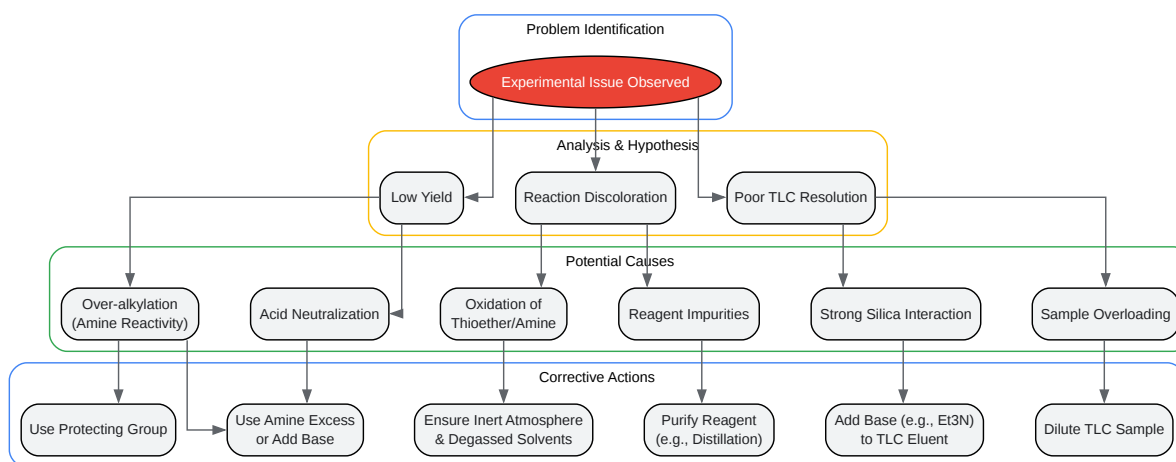 Problem Identification
Experimental Issue Observed
Analysis & Hypothesis
Low Yield
Reaction Discoloration
Poor TLC Resolution
Potential Causes
Over-alkylation
(Amine Reactivity)
Acid Neutralization
Oxidation of
Thioether/Amine
Reagent Impurities
Strong Silica Interaction
Sample Overloading
Corrective Actions
Use Protecting Group
Use Amine Excess
or Add Base
Ensure Inert Atmosphere
& Degassed Solvents
Purify Reagent
(e.g., Distillation)
Add Base (e.g., Et3N)
to TLC Eluent
Dilute TLC Sample